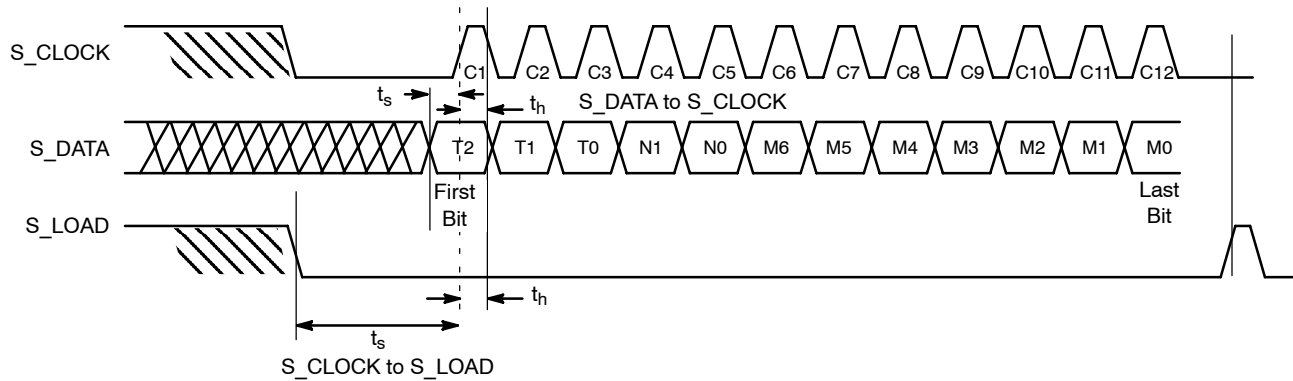 S_CLOCK
C1 C2 C3 C4 C5 C6 C7 C8 C9 C10 C11 C12
ts
th
S_DATA to S_CLOCK
S_DATA
T2 T1 T0 N1 N0 M6 M5 M4 M3 M2 M1 M0
First
Bit
Last
Bit
S_LOAD
th
ts
S_CLOCK to S_LOAD